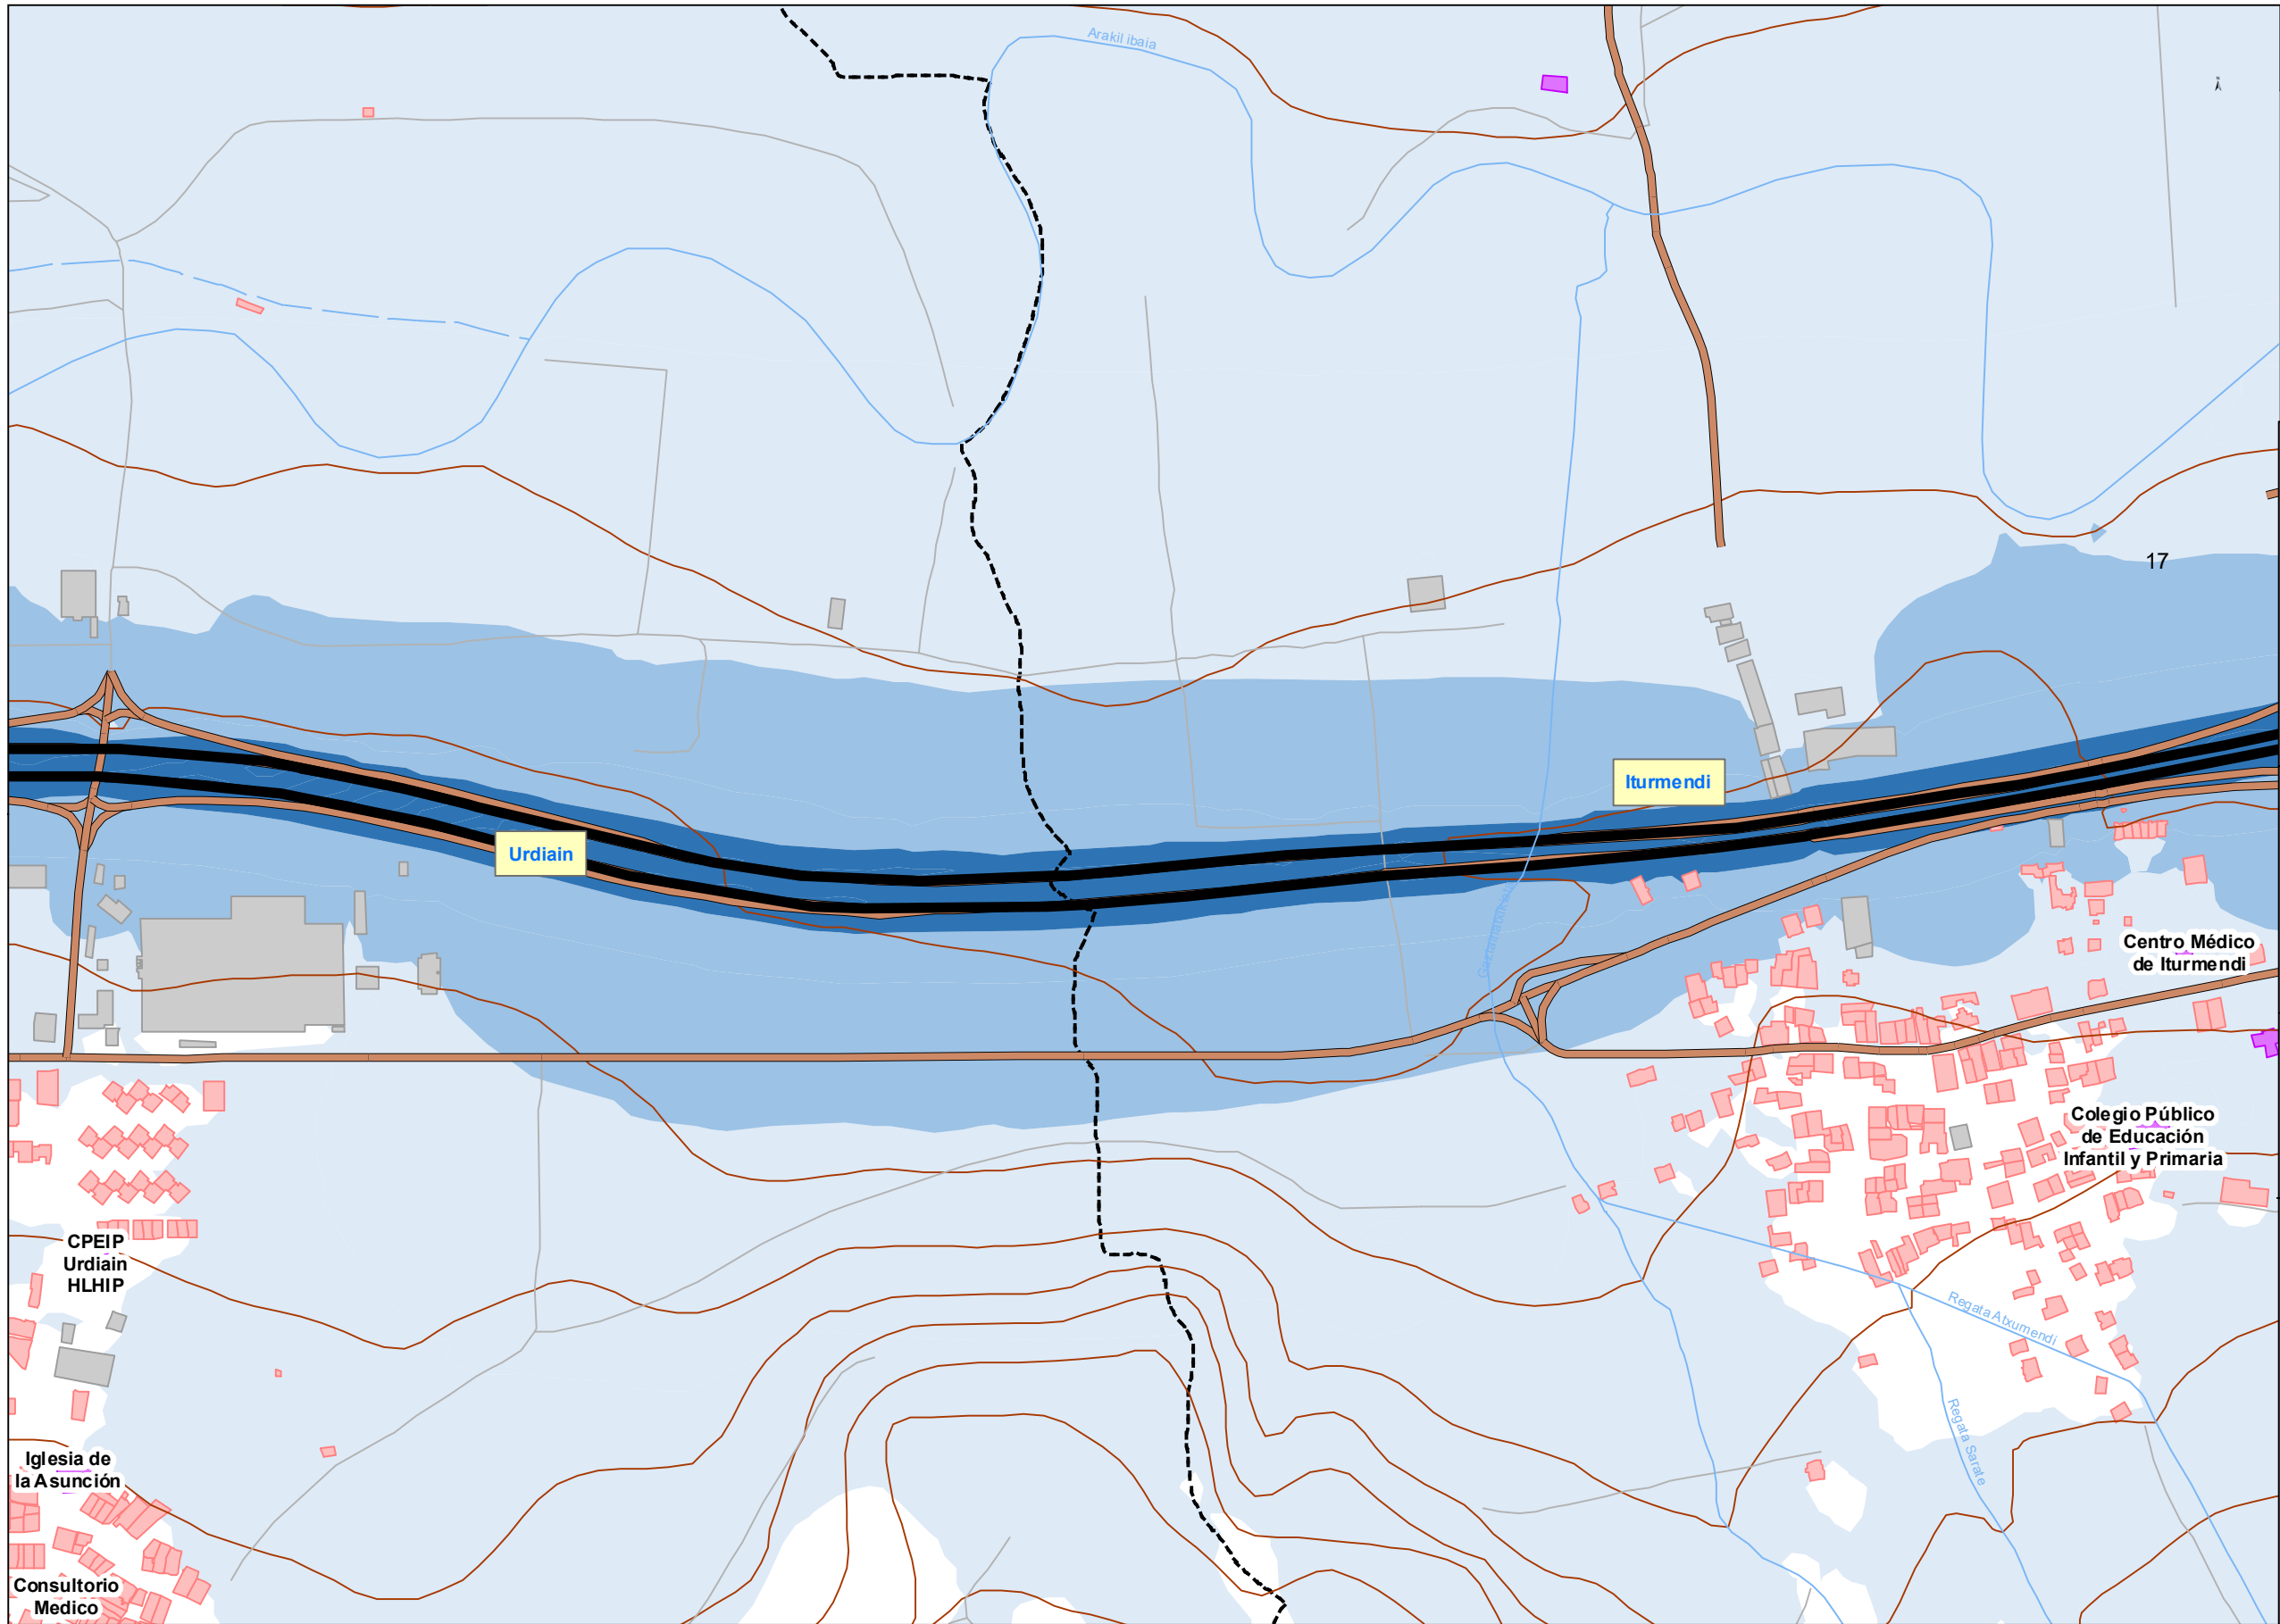 Arakil ibaia
17
Iturmendi
Urdiain
Centro Médico
de Iturmendi
Colegio Público
de Educación
Infantil y Primaria
CPEIP
Urdiain
HLHIP
Regata Atxumendi
Regata Sarate
Iglesia de
la Asunción
Consultorio
Medico